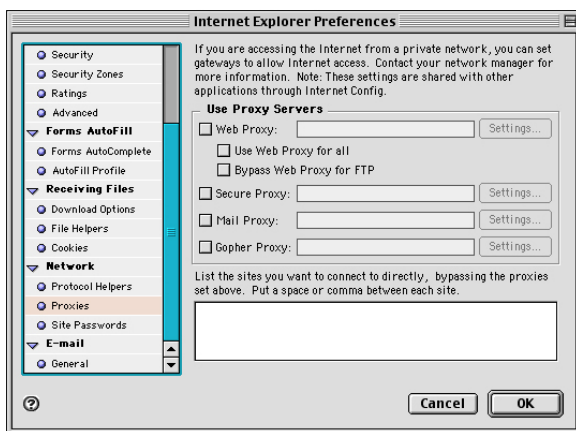 Internet Explorer Preferences
Security
Security Zones
Ratings
Advanced
Forms AutoFill
Forms AutoComplete
AutoFill Profile
Receiving Files
Download Options
File Helpers
Cookies
Network
Protocol Helpers
Proxies
Site Passwords
E-mail
General
If you are accessing the Internet from a private network, you can set
gateways to allow Internet access. Contact your network manager for
more information. Note: These settings are shared with other
applications through Internet Config.
Use Proxy Servers
Web Proxy: Settings...
Use Web Proxy for all
Bypass Web Proxy for FTP
Secure Proxy: Settings...
Mail Proxy: Settings...
Gopher Proxy: Settings...
List the sites you want to connect to directly, bypassing the proxies
set above. Put a space or comma between each site.
?
Cancel OK